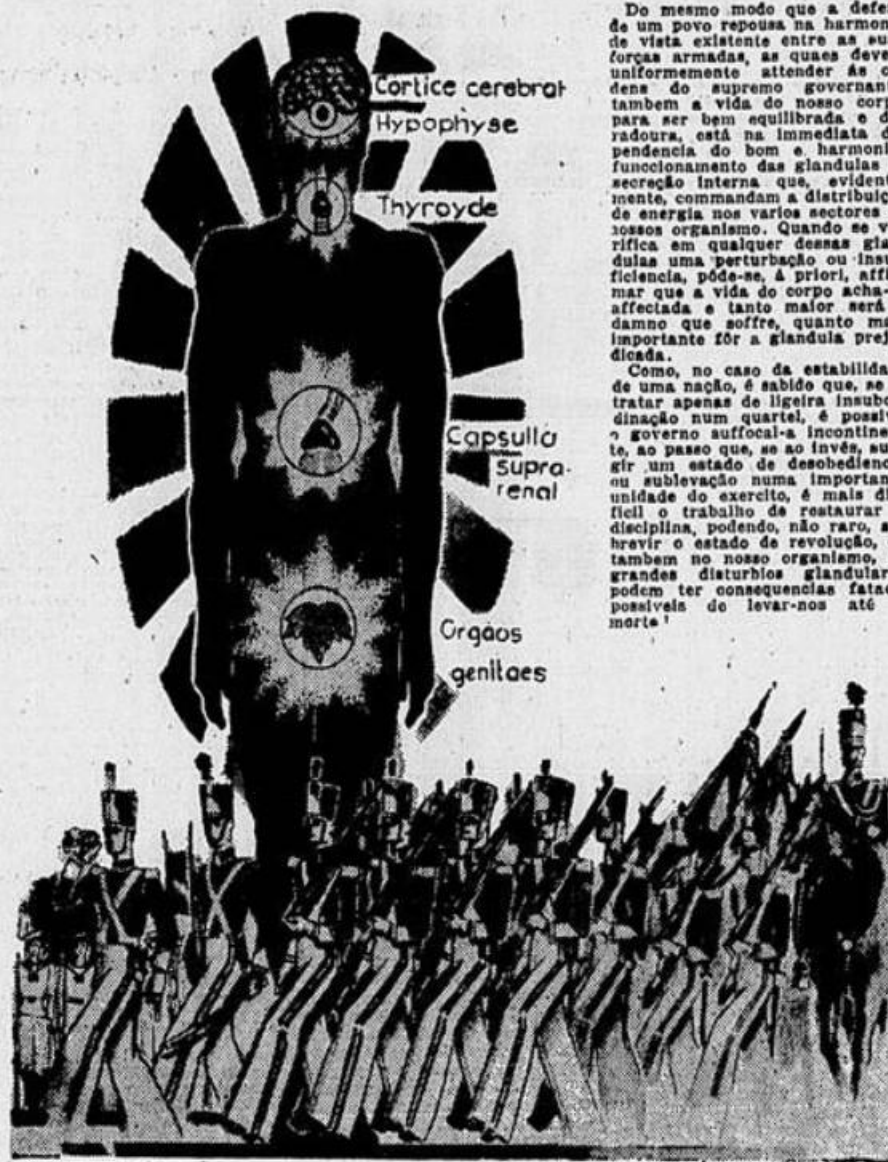 Cortice cerebral
Hypophyse
Thyroyde
Capsulla
supra-
renal
Orgãos
genitaes
Do mesmo modo que a defe
de um povo repousa na harmon
de vista existente entre as su
forças armadas, as quaes deve
uniformemente attender ás o
dens do supremo governan
tambem a vida do nosso corp
para ser bem equilibrada e d
radoura, está na immediata d
pendencia do bom e harmoni
funccionamento das glandulas
secreção interna que, evident
mente, commandam a distribuiç
de energia nos varios sectores
nossos organismo. Quando se v
rifica em qualquer dessas gla
dulas uma perturbação ou insu
ficiencia, póde-se, á priori, affi
mar que a vida do corpo acha-
affectada e tanto maior será
damno que soffre, quanto ma
importante fôr a glandula prej
dicada.
Como, no caso da estabilida
de uma nação, é sabido que, se
tratar apenas de ligeira insubo
dinação num quartel, é possiv
o governo suffocal-a incontine
te, ao passo que, se ao invés, su
gir um estado de desobedienc
ou sublevação numa importan
unidade do exercito, é mais di
ficil o trabalho de restaurar
disciplina, podendo, não raro, s
brevir o estado de revolução,
tambem no nosso organismo,
grandes disturbios glandular
podem ter consequencias fatae
possiveis de levar-nos até
morte!